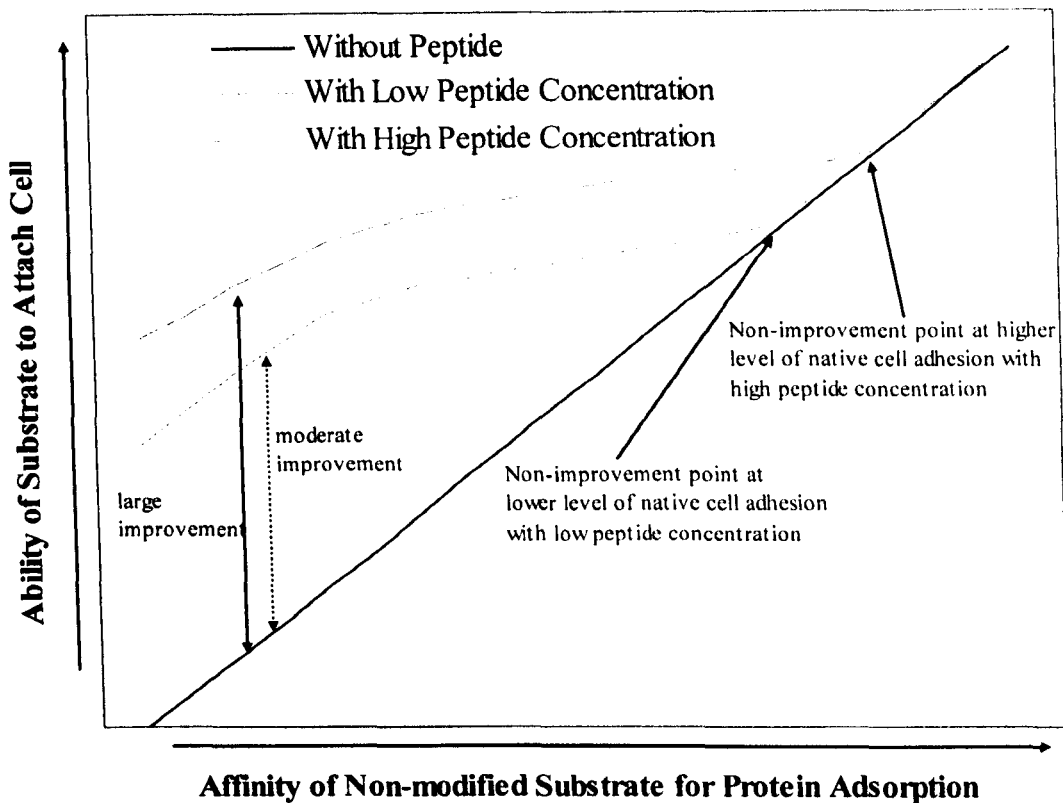 Without Peptide
With Low Peptide Concentration
With High Peptide Concentration
Ability of Substrate to Attach Cell
Non-improvement point at higher
level of native cell adhesion with
high peptide concentration
moderate
improvement
large
improvement
Non-improvement point at
lower level of native cell adhesion
with low peptide concentration
Affinity of Non-modified Substrate for Protein Adsorption